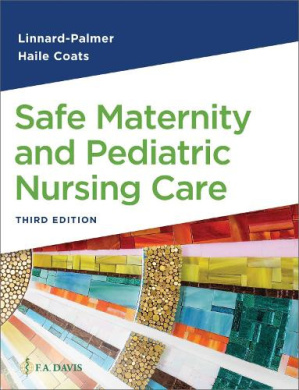 Linnard-Palmer
Haile Coats
Safe Maternity
and Pediatric
Nursing Care
THIRD EDITION
F.A. DAVIS